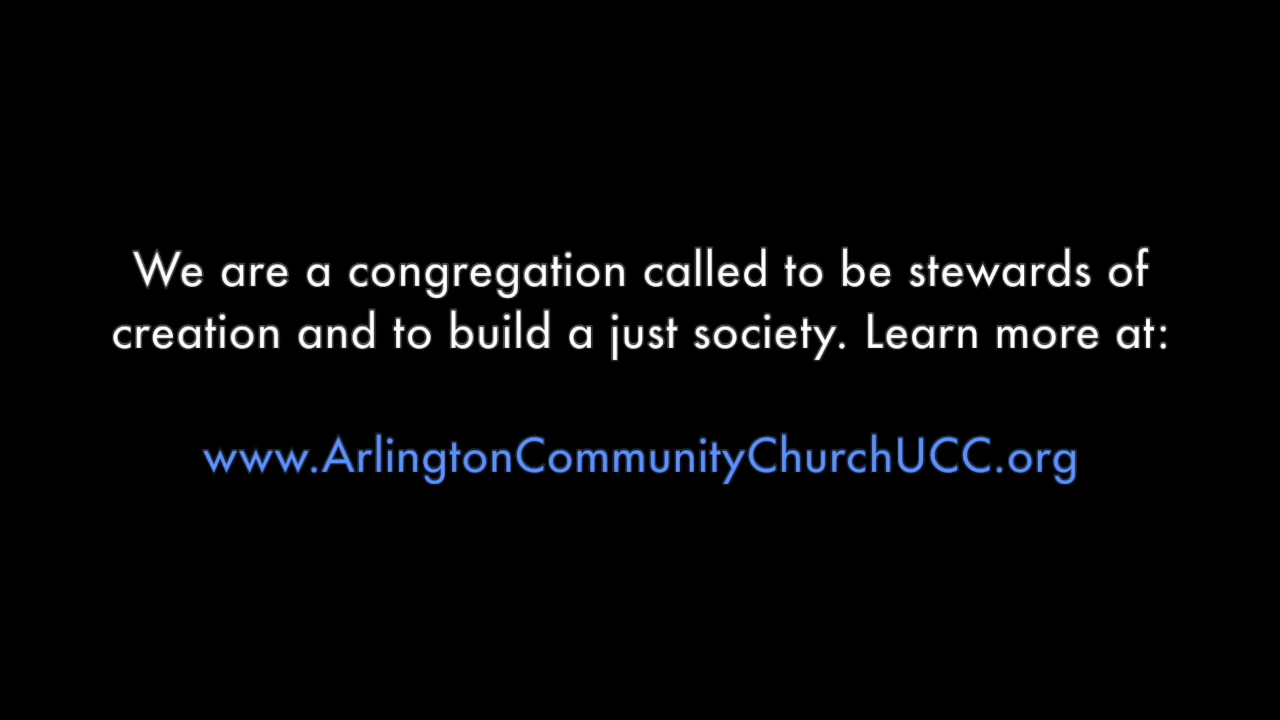 We are a congregation called to be stewards of
creation and to build a just society. Learn more at:
www.ArlingtonCommunityChurchUCC.org